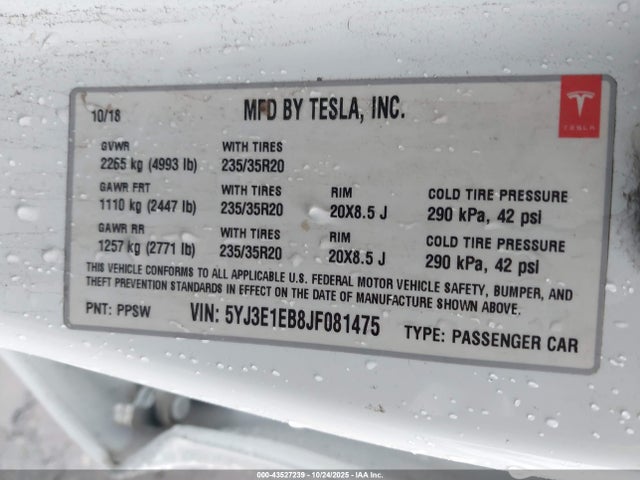 10/18 MFD BY TESLA, INC.
TESLA
GVWR WITH TIRES
2265 kg (4993 lb) 235/35R20
GAWR FRT WITH TIRES RIM COLD TIRE PRESSURE
1110 kg (2447 lb) 235/35R20 20X8.5 J 290 kPa, 42 psi
GAWR RR WITH TIRES RIM COLD TIRE PRESSURE
1257 kg (2771 lb) 235/35R20 20X8.5 J 290 kPa, 42 psi
THIS VEHICLE CONFORMS TO ALL APPLICABLE U.S. FEDERAL MOTOR VEHICLE SAFETY, BUMPER, AND
THEFT PREVENTION STANDARDS IN EFFECT ON THE DATE OF MANUFACTURE SHOWN ABOVE.
PNT: PPSW VIN: 5YJ3E1EB8JF081475 TYPE: PASSENGER CAR
000-43527239 - 10/24/2025 - IAA Inc.